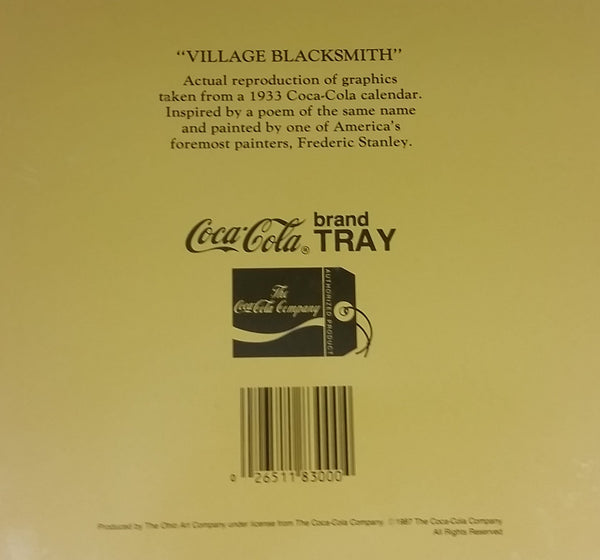 “VILLAGE BLACKSMITH”
Actual reproduction of graphics
taken from a 1933 Coca-Cola calendar.
Inspired by a poem of the same name
and painted by one of America's
foremost painters, Frederic Stanley.
Coca-Cola® brand TRAY
The
Coca-Cola Company
AUTHORIZED PRODUCT
0 26511 83000
Produced by The Ohio Art Company under license from The Coca-Cola Company. ©1987 The Coca-Cola Company
All Rights Reserved